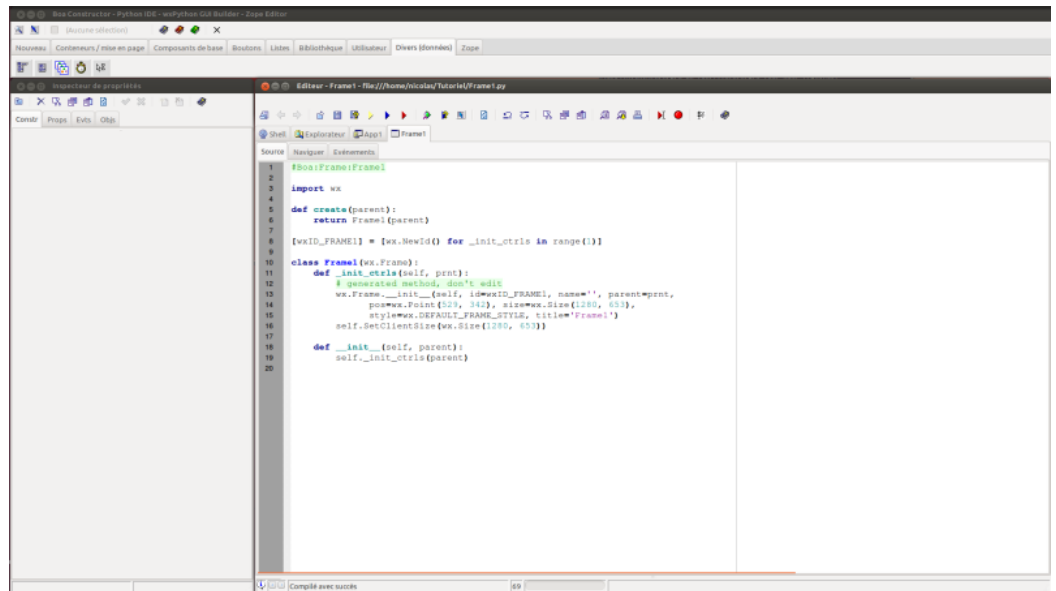 Boa Constructor - Python IDE - wxPython GUI Builder - Zope Editor
(Aucune sélection)
Nouveau Conteneurs / mise en page Composants de base Boutons Listes Bibliothèque Utilisateur Divers (données) Zope
Inspecteur de propriétés
Constr Props Evts Objs
Editeur - Frame1 - file:///home/nicolas/Tutoriel/Frame1.py
Shell Explorateur App1 Frame1
Source Naviguer Evénements
1 #Boa:Frame:Frame1
2
3 import wx
4
5 def create(parent):
6 return Frame1(parent)
7
8 [wxID_FRAME1] = [wx.NewId() for _init_ctrls in range(1)]
9
10 class Frame1(wx.Frame):
11 def _init_ctrls(self, prnt):
12 # generated method, don't edit
13 wx.Frame.__init__(self, id=wxID_FRAME1, name='', parent=prnt,
14 pos=wx.Point(529, 342), size=wx.Size(1280, 653),
15 style=wx.DEFAULT_FRAME_STYLE, title='Frame1')
16 self.SetClientSize(wx.Size(1280, 653))
17
18 def __init__(self, parent):
19 self._init_ctrls(parent)
20
Compilé avec succès 69